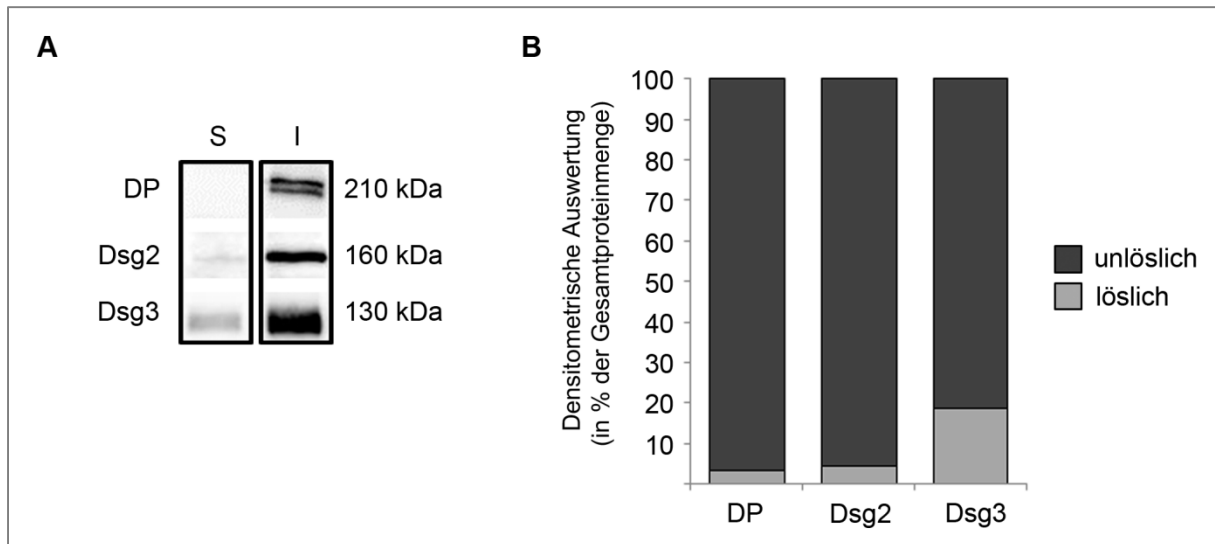 A
S I
DP 210 kDa
Dsg2 160 kDa
Dsg3 130 kDa
B
Densitometrische Auswertung
(in % der Gesamtproteinmenge)
100
90
80
70
60
50
40
30
20
10
DP Dsg2 Dsg3
unlöslich
löslich